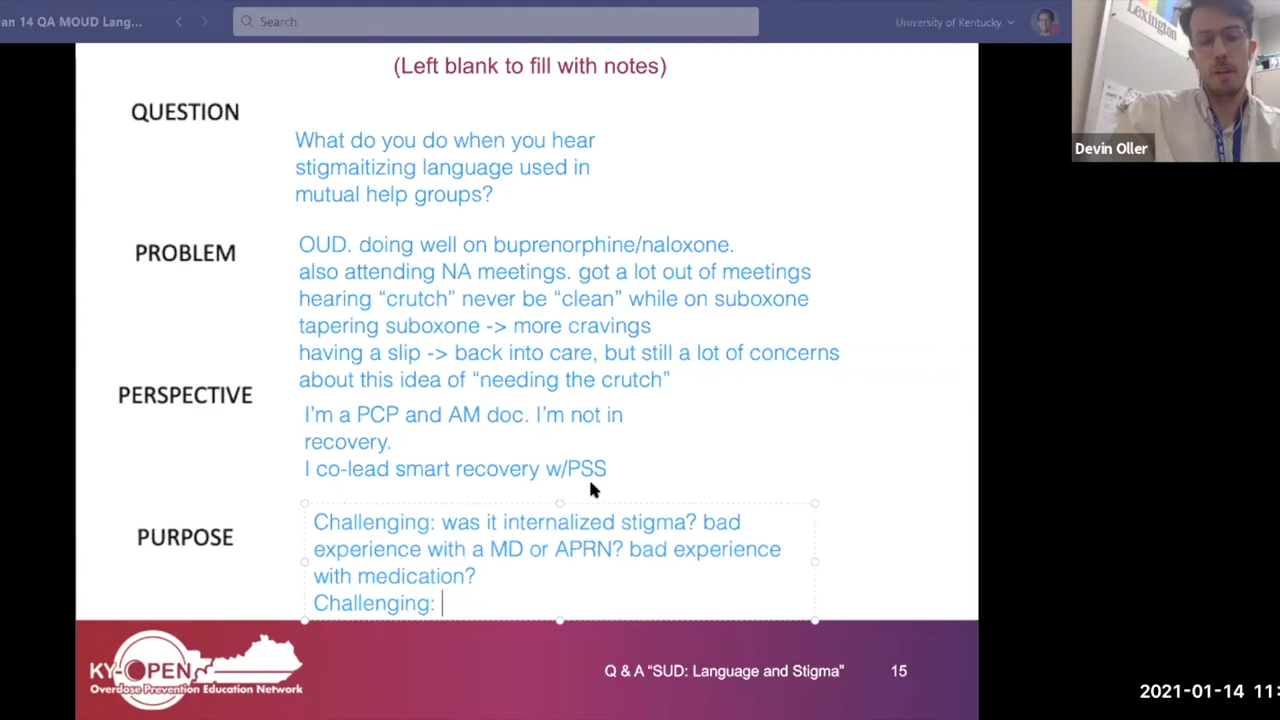 an 14 QA MOUD Lang...
Search
University of Kentucky
Lexington
Devin Oller
(Left blank to fill with notes)
QUESTION
What do you do when you hear
stigmaitizing language used in
mutual help groups?
PROBLEM
OUD. doing well on buprenorphine/naloxone.
also attending NA meetings. got a lot out of meetings
hearing “crutch” never be “clean” while on suboxone
tapering suboxone -> more cravings
having a slip -> back into care, but still a lot of concerns
about this idea of “needing the crutch”
PERSPECTIVE
I’m a PCP and AM doc. I’m not in
recovery.
I co-lead smart recovery w/PSS
PURPOSE
Challenging: was it internalized stigma? bad
experience with a MD or APRN? bad experience
with medication?
Challenging:
KY-OPEN
Overdose Prevention Education Network
Q & A “SUD: Language and Stigma” 15
2021-01-14 11: